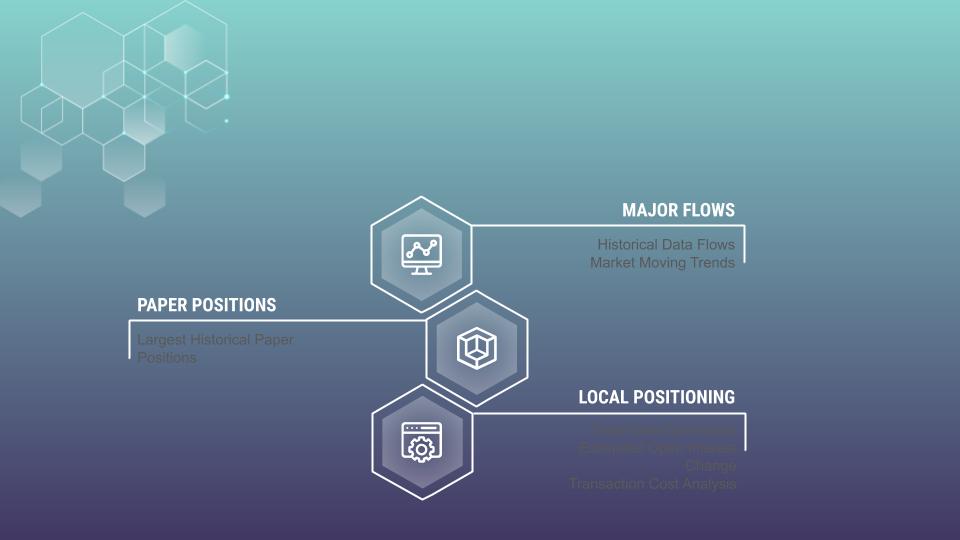 MAJOR FLOWS
Historical Data Flows
Market Moving Trends
PAPER POSITIONS
Largest Historical Paper
Positions
LOCAL POSITIONING
Estimated Open Interest
Change
Transaction Cost Analysis